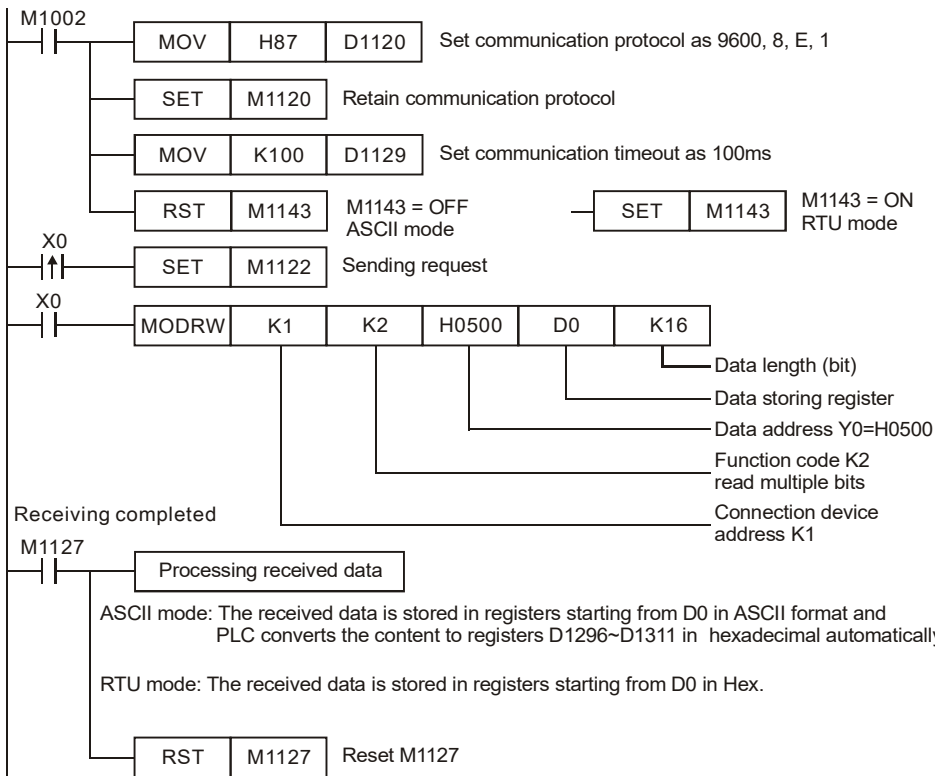 M1002
MOV H87 D1120 Set communication protocol as 9600, 8, E, 1
SET M1120 Retain communication protocol
MOV K100 D1129 Set communication timeout as 100ms
RST M1143 M1143 = OFF
ASCII mode
SET M1143 M1143 = ON
RTU mode
X0
SET M1122 Sending request
X0
MODRW K1 K2 H0500 D0 K16
Data length (bit)
Data storing register
Data address Y0=H0500
Function code K2
read multiple bits
Connection device
address K1
Receiving completed
M1127
Processing received data
ASCII mode: The received data is stored in registers starting from D0 in ASCII format and
PLC converts the content to registers D1296~D1311 in hexadecimal automatically
RTU mode: The received data is stored in registers starting from D0 in Hex.
RST M1127 Reset M1127